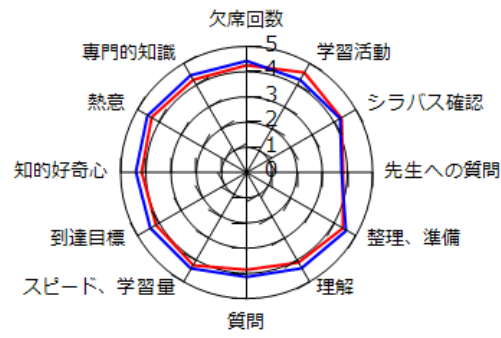 欠席回数
学習活動
シラバス確認
先生への質問
整理、準備
理解
質問
スピード、学習量
到達目標
知的好奇心
熱意
専門的知識
5
4
3
2
1
0